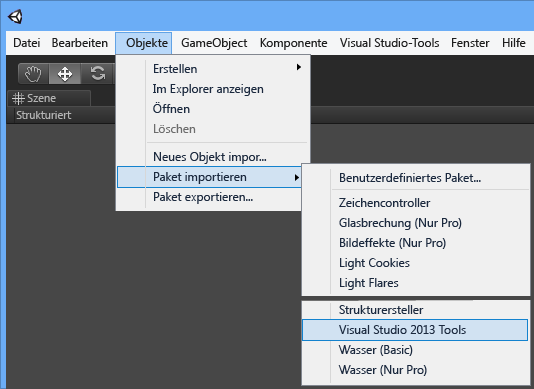 Datei Bearbeiten Objekte GameObject Komponente Visual Studio-Tools Fenster Hilfe
Szene
Strukturiert
Erstellen
Im Explorer anzeigen
Öffnen
Löschen
Neues Objekt impor...
Paket importieren
Paket exportieren...
Benutzerdefiniertes Paket...
Zeichencontroller
Glasbrechung (Nur Pro)
Bildeffekte (Nur Pro)
Light Cookies
Light Flares
Strukturersteller
Visual Studio 2013 Tools
Wasser (Basic)
Wasser (Nur Pro)